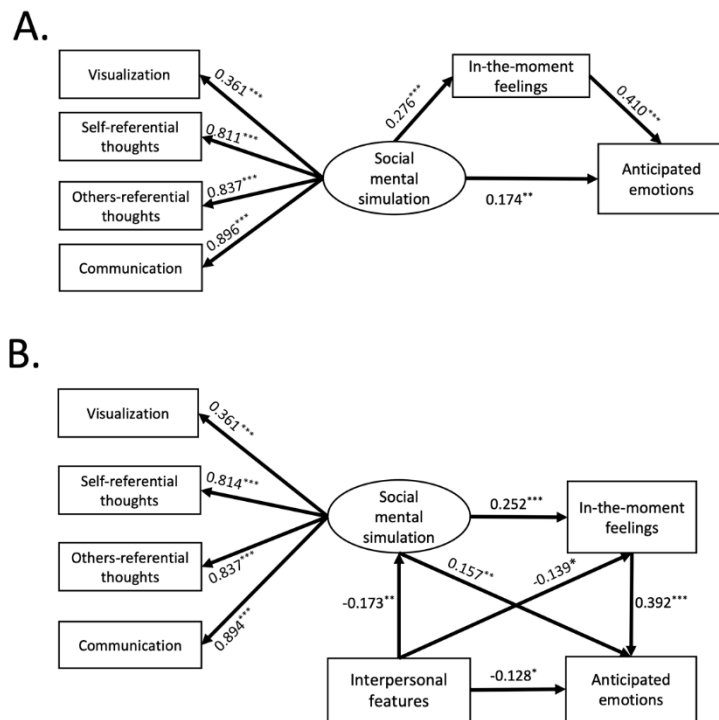 A.
Visualization
Self-referential
thoughts
Others-referential
thoughts
Communication
0.361***
0.811***
0.837***
0.896***
Social
mental
simulation
0.276***
In-the-moment
feelings
0.410***
0.174**
Anticipated
emotions
B.
Visualization
Self-referential
thoughts
Others-referential
thoughts
Communication
0.361***
0.814***
0.837***
0.894***
Social
mental
simulation
0.252***
In-the-moment
feelings
-0.173**
0.157**
-0.139*
0.392***
Interpersonal
features
-0.128*
Anticipated
emotions